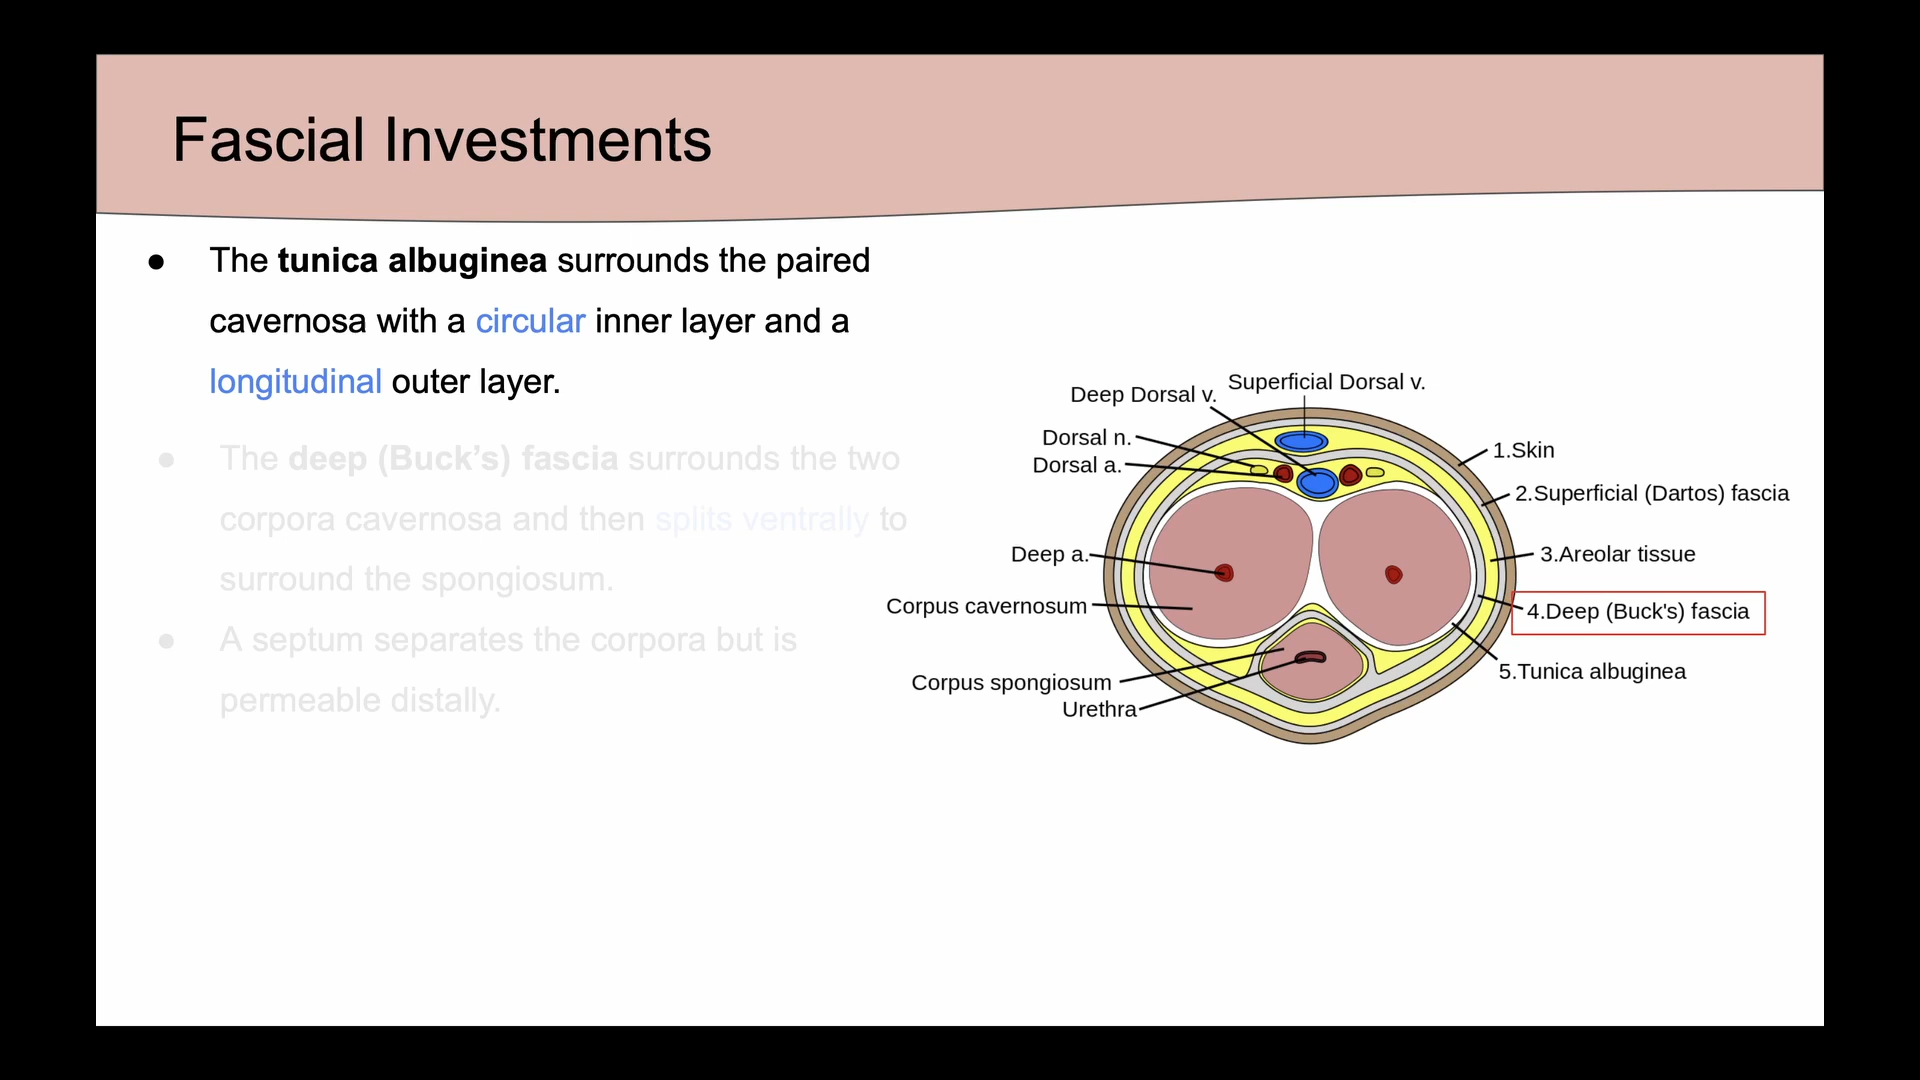 Fascial Investments
● The tunica albuginea surrounds the paired
cavernosa with a circular inner layer and a
longitudinal outer layer.
● The deep (Buck’s) fascia surrounds the two
corpora cavernosa and then splits ventrally to
surround the spongiosum.
● A septum separates the corpora but is
permeable distally.
Superficial Dorsal v.
Deep Dorsal v.
Dorsal n.
Dorsal a.
Deep a.
Corpus cavernosum
Corpus spongiosum
Urethra
1.Skin
2.Superficial (Dartos) fascia
3.Areolar tissue
4.Deep (Buck's) fascia
5.Tunica albuginea